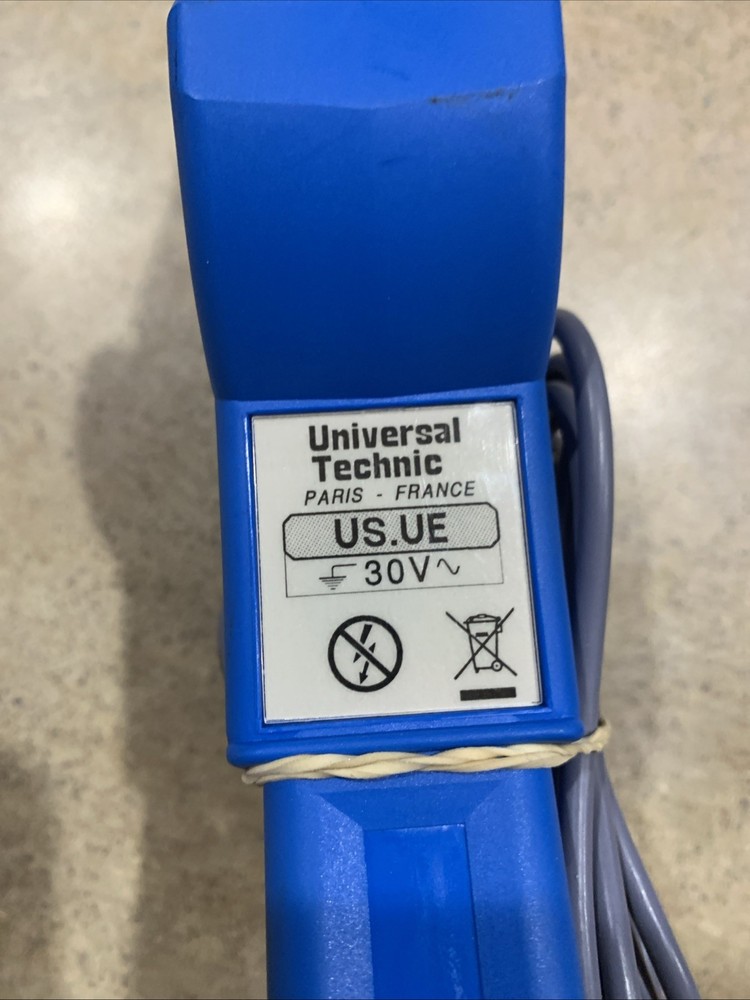 Universal
Technic
PARIS - FRANCE
US.UE
30V~